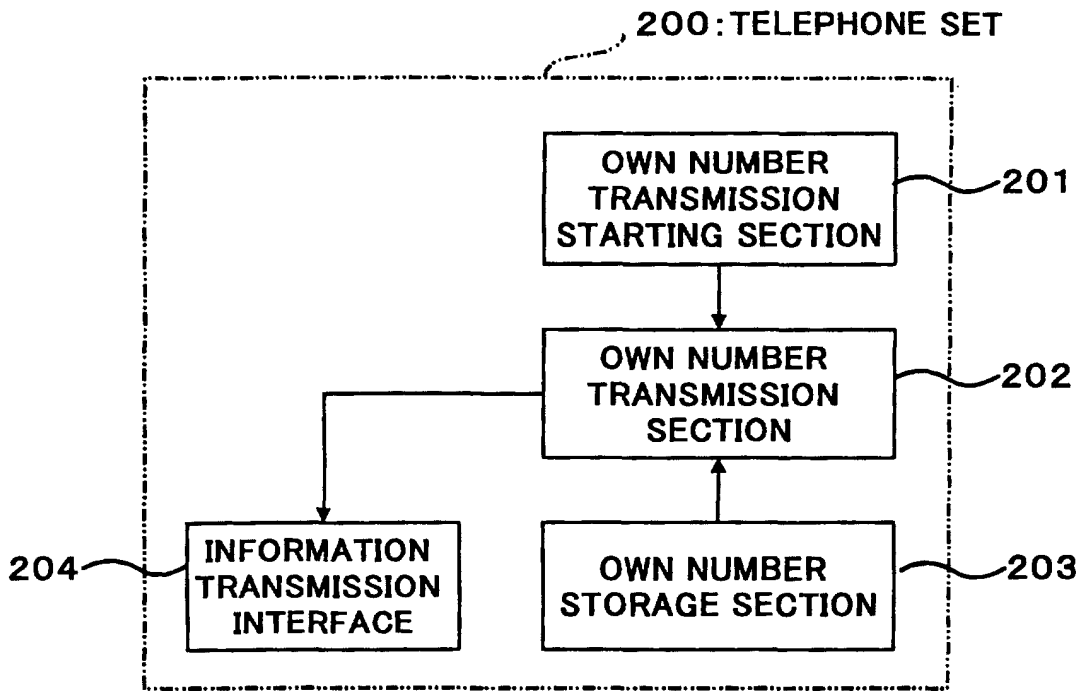 200:TELEPHONE SET
OWN NUMBER
TRANSMISSION
STARTING SECTION
201
OWN NUMBER
TRANSMISSION
SECTION
202
204
INFORMATION
TRANSMISSION
INTERFACE
OWN NUMBER
STORAGE SECTION
203